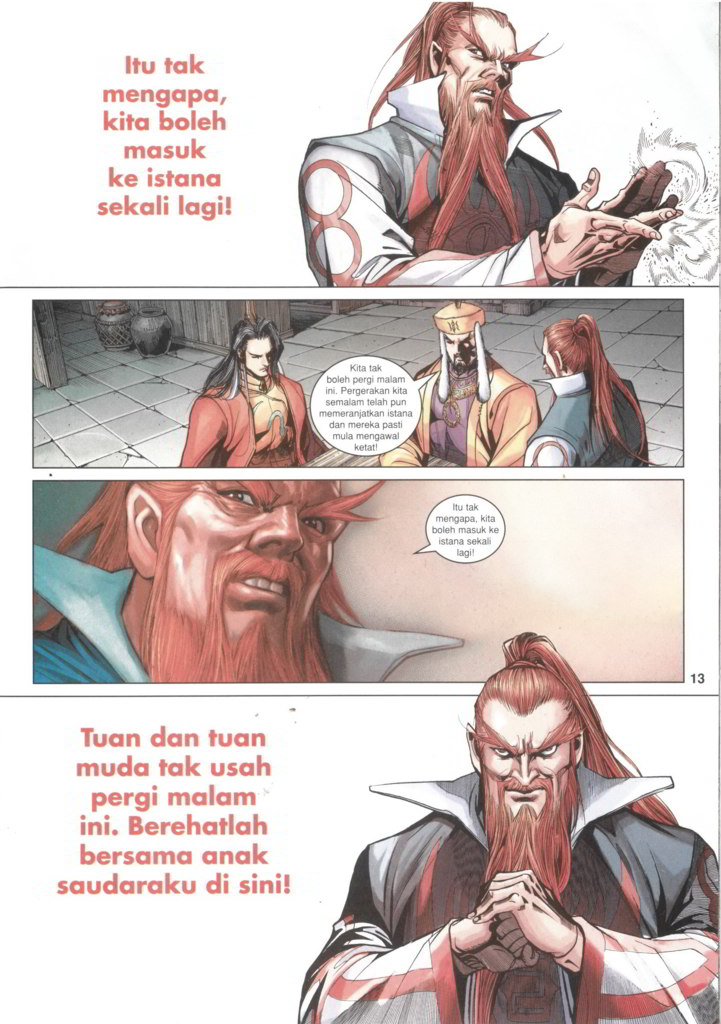 Itu tak
mengapa,
kita boleh
masuk
ke istana
sekali lagi!
Kita tak
boleh pergi malam
ini. Pergerakan kita
semalam telah pun
memeranjatkan istana
dan mereka pasti
mula mengawal
ketat!
Itu tak
mengapa, kita
boleh masuk ke
istana sekali
lagi!
13
Tuan dan tuan
muda tak usah
pergi malam
ini. Berehatlah
bersama anak
saudaraku di sini!